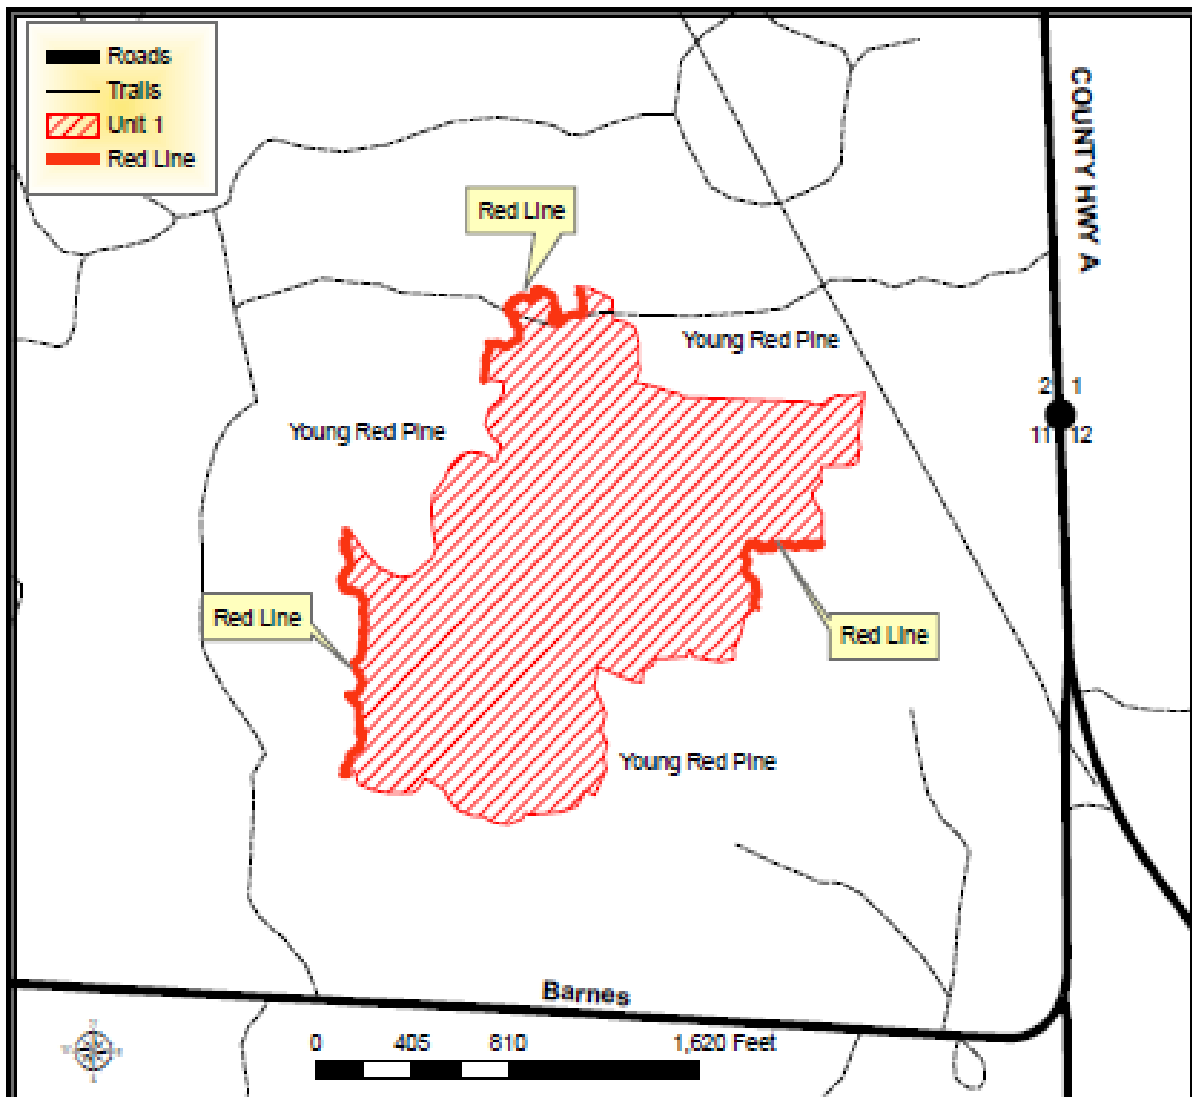 Roads
Trails
Unit 1
Red Line
COUNTY HWY A
Red Line
Young Red Pine
2 1
11 12
Young Red Pine
Red Line
Red Line
Young Red Pine
Barnes
0 405 810 1,620 Feet